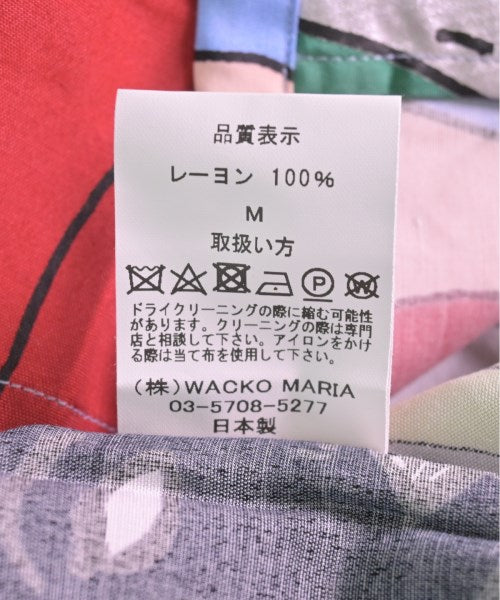 品質表示
レーヨン 100%
M
取扱い方
P W
ドライクリーニングの際に縮む可能性
があります。クリーニングの際は専門
店と相談して下さい。アイロンをかけ
る際は当て布を使用して下さい。
(株)WACKO MARIA
03-5708-5277
日本製